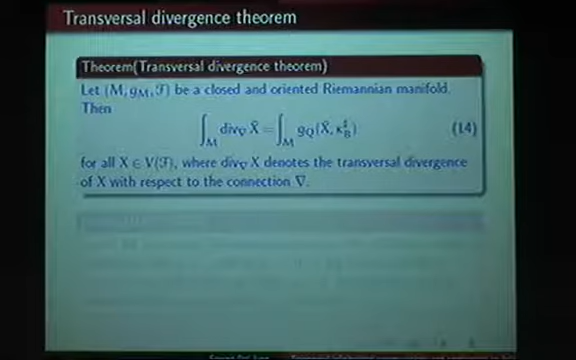 Transversal divergence theorem
Theorem(Transversal divergence theorem)
Let (M, g_M, ℱ) be a closed and oriented Riemannian manifold.
Then
∫_M div_∇ X̄ = ∫_M g_Q(X̄, κ_B^♯) (14)
for all X ∈ V(ℱ), where div_∇ X denotes the transversal divergence
of X with respect to the connection ∇.